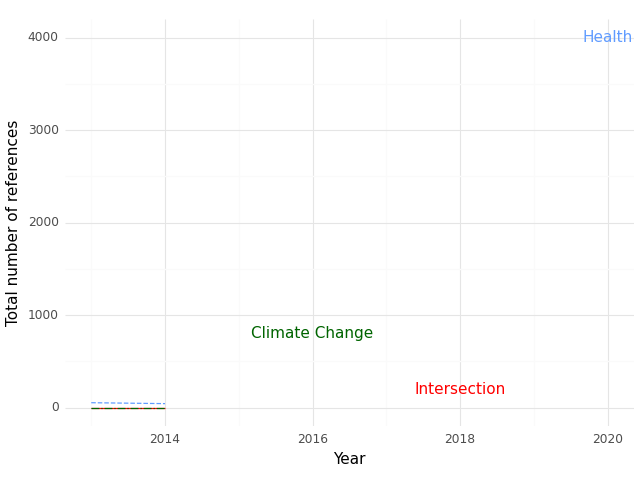 Health
4000
3000
2000
1000
0
Total number of references
Climate Change
Intersection
2014
2016
2018
2020
Year